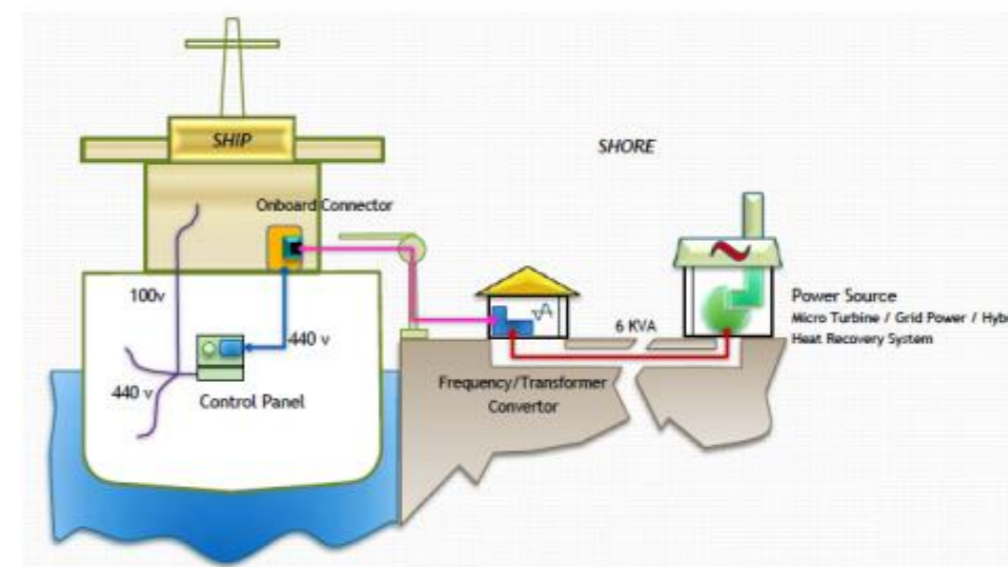 SHIP
SHORE
Onboard Connector
100v
440 v
440 v
Control Panel
6 KVA
Frequency/Transformer
Convertor
Power Source
Micro Turbine / Grid Power /
Heat Recovery System